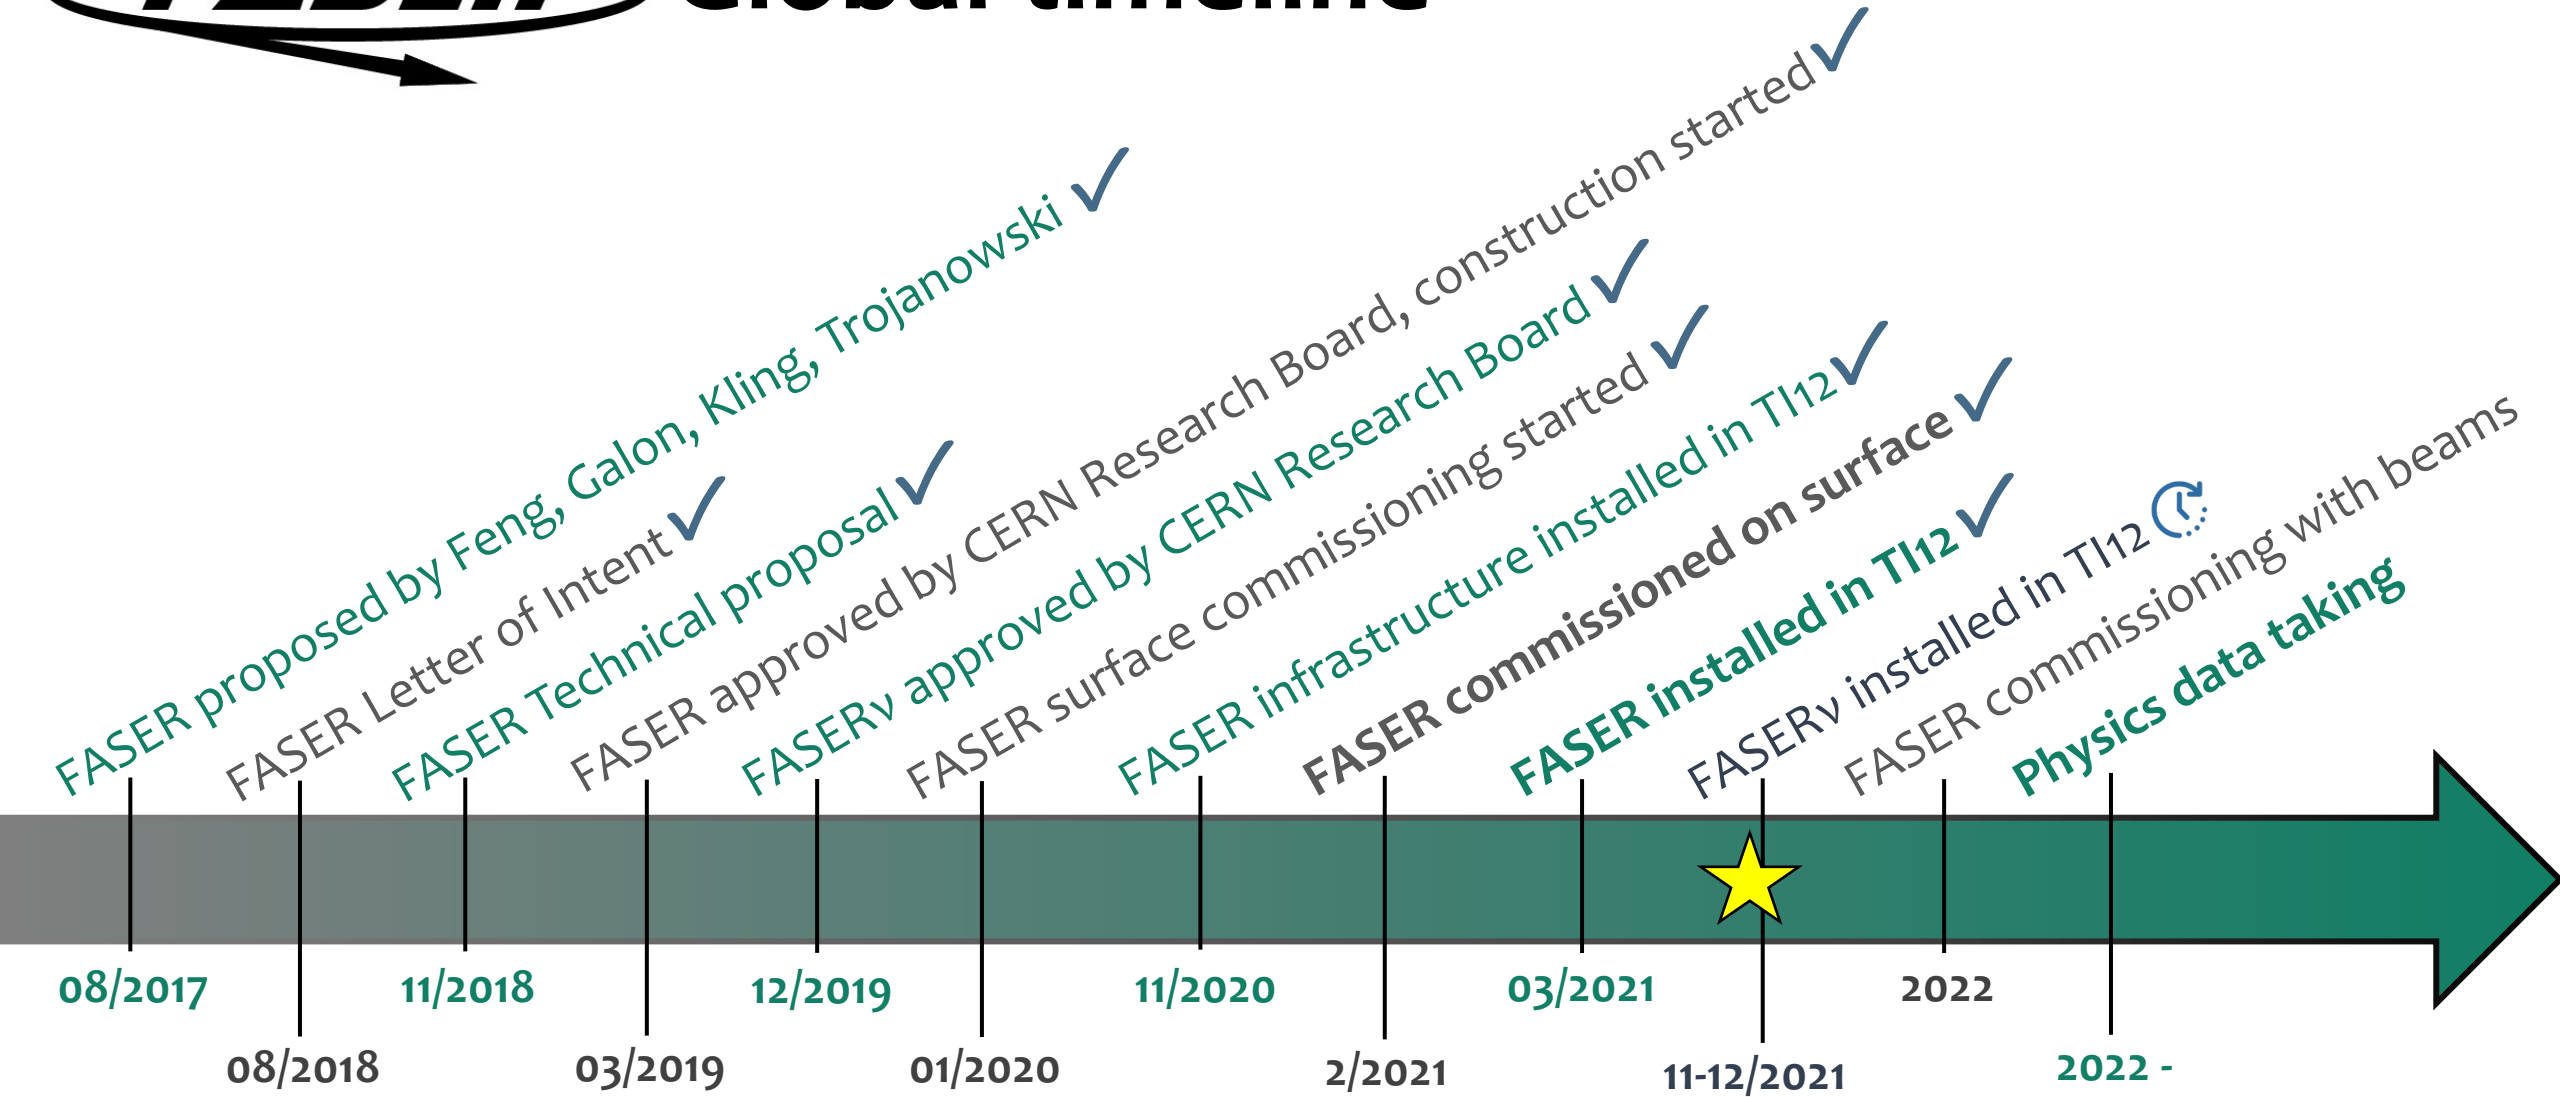 FASER Global timeline
FASER proposed by Feng, Galon, Kling, Trojanowski
FASER Letter of Intent
FASER Technical proposal
FASER approved by CERN Research Board, construction started
FASERν approved by CERN Research Board
FASER surface commissioning started
FASER infrastructure installed in TI12
FASER commissioned on surface
FASER installed in TI12
FASERν installed in TI12
FASER commissioning with beams
Physics data taking
08/2017
08/2018
11/2018
03/2019
12/2019
01/2020
11/2020
2/2021
03/2021
11-12/2021
2022
2022 -